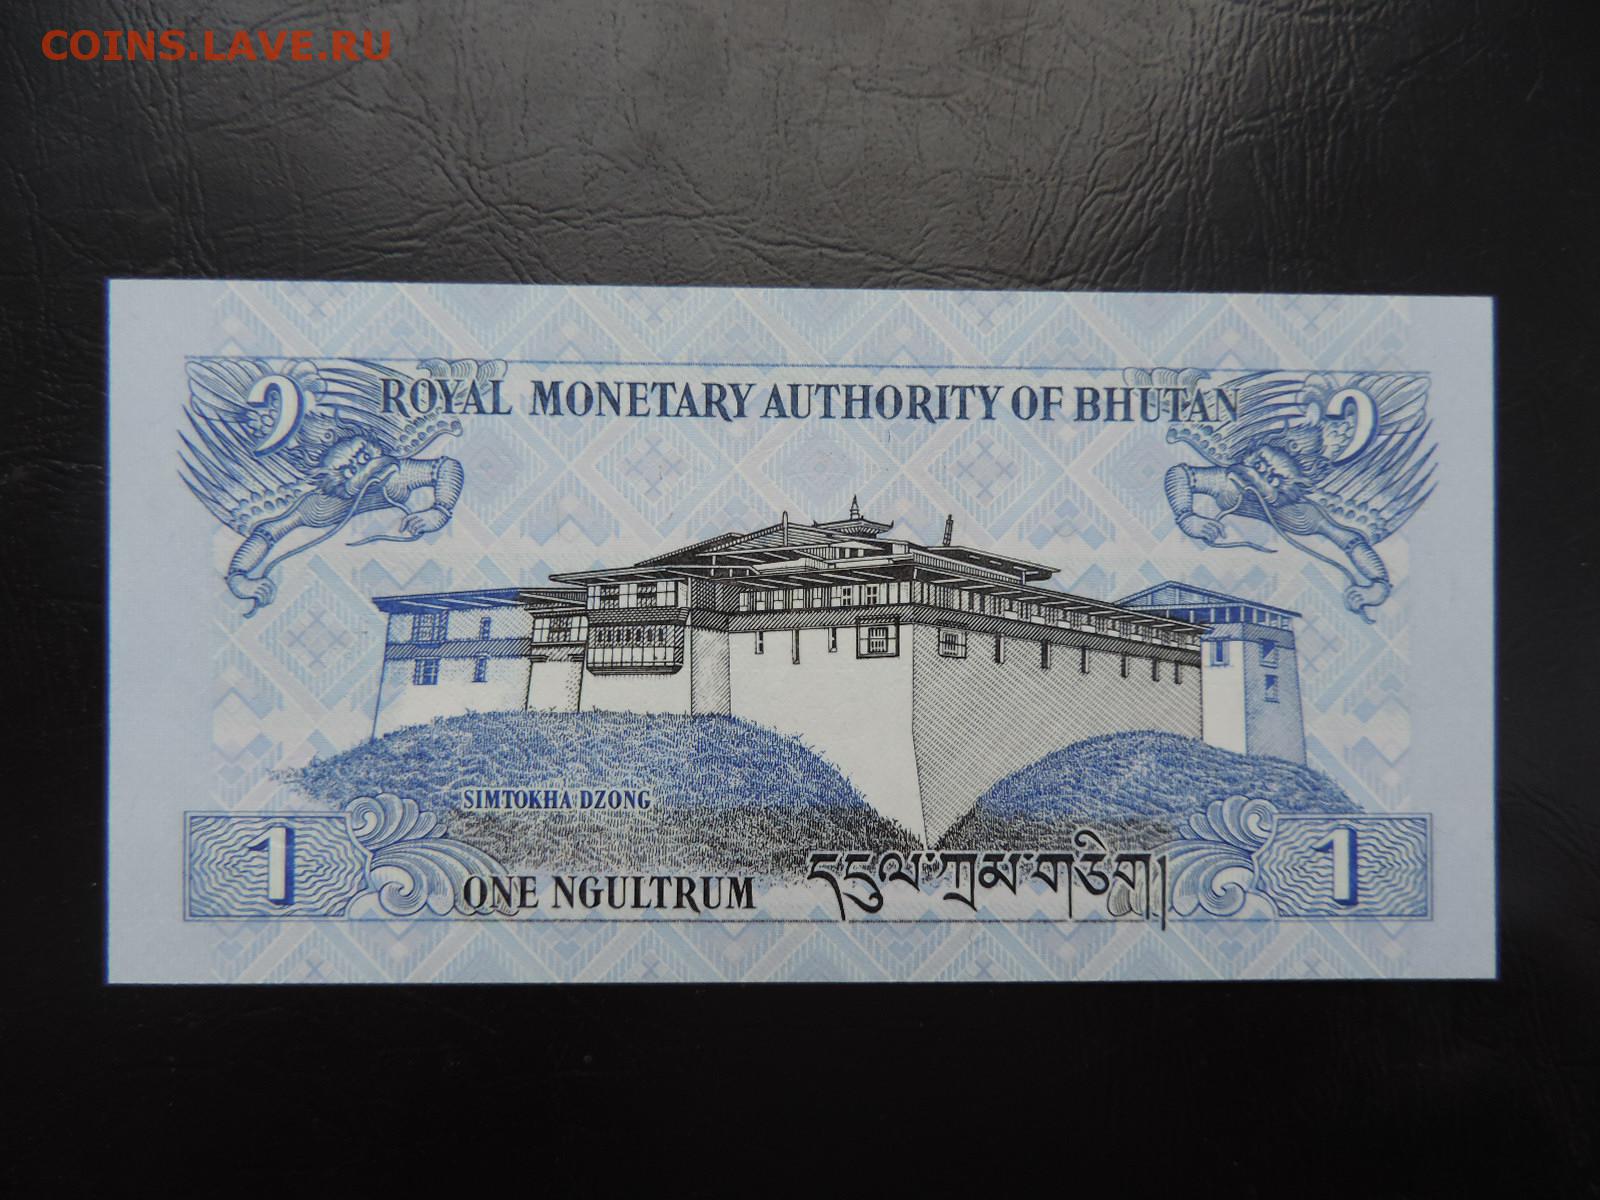 COINS.LAVE.RU
༡ ༡
ROYAL MONETARY AUTHORITY OF BHUTAN
SIMTOKHA DZONG
1 1
ONE NGULTRUM དངུལ་ཀྲམ་གཅིག།